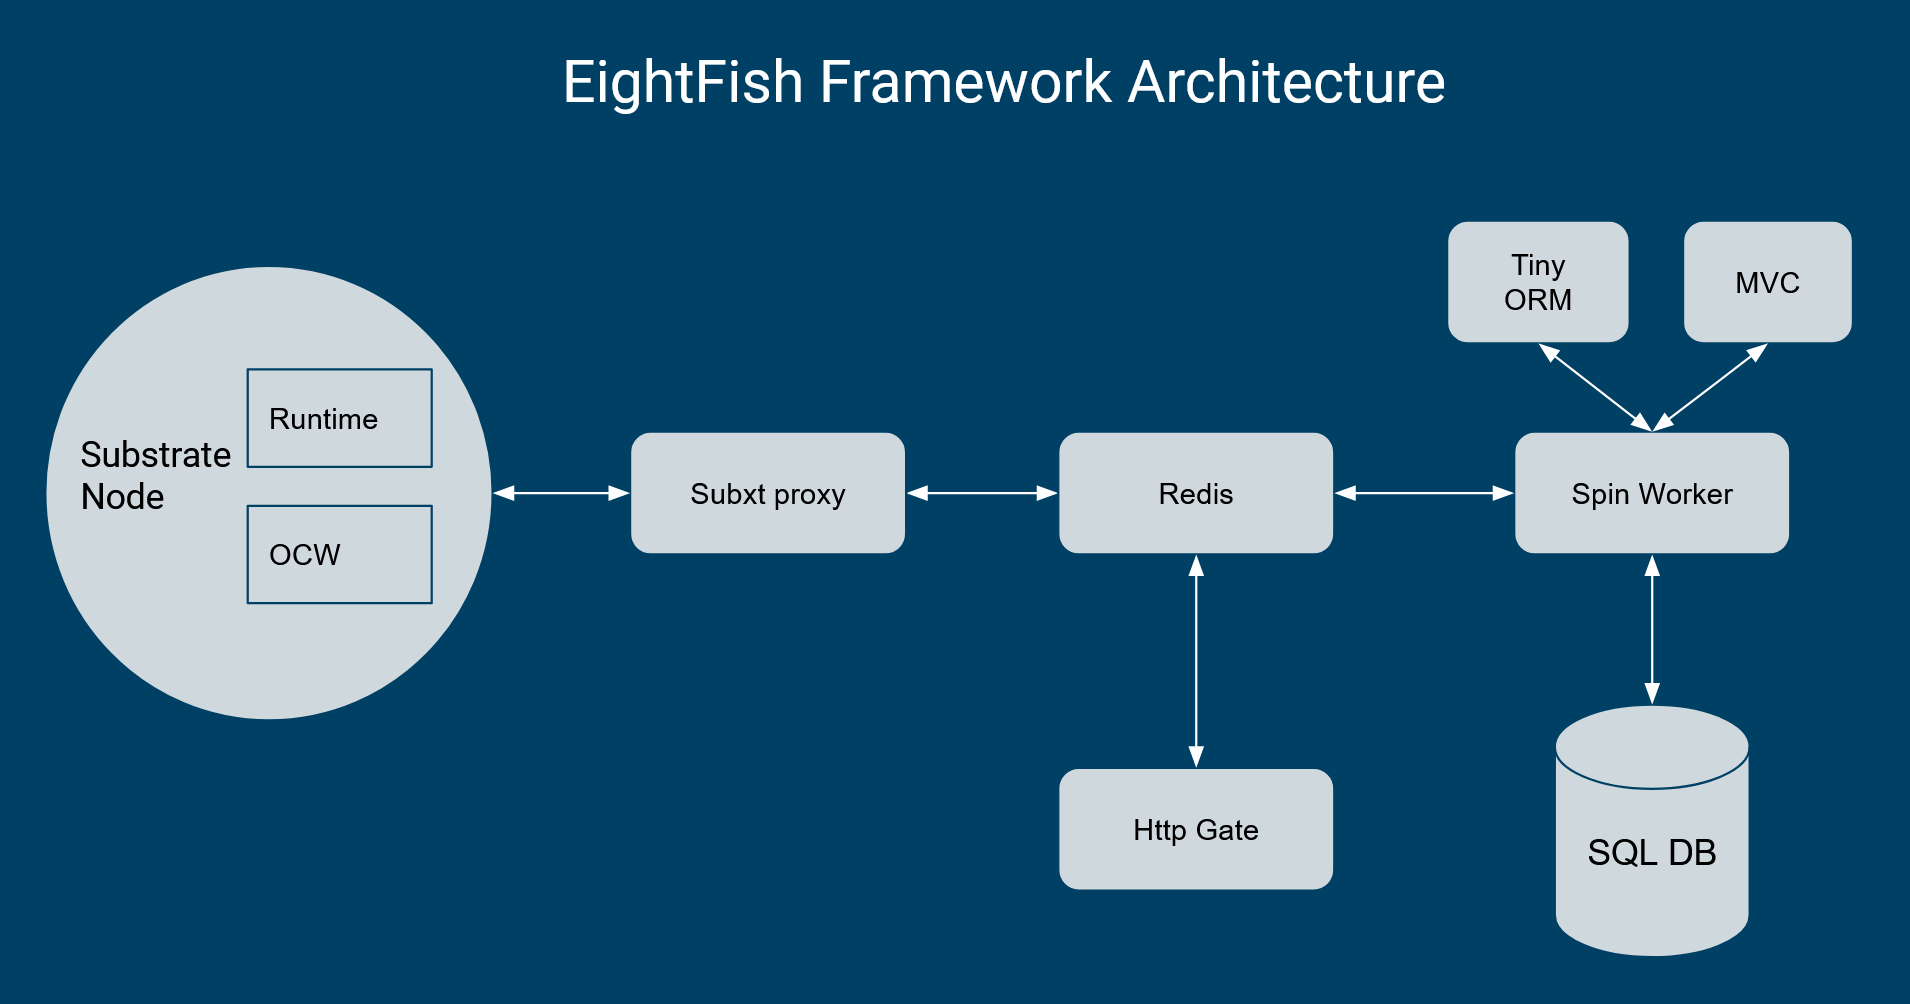 EightFish Framework Architecture
Tiny
ORM
MVC
Substrate
Node
Runtime
OCW
Subxt proxy
Redis
Spin Worker
Http Gate
SQL DB